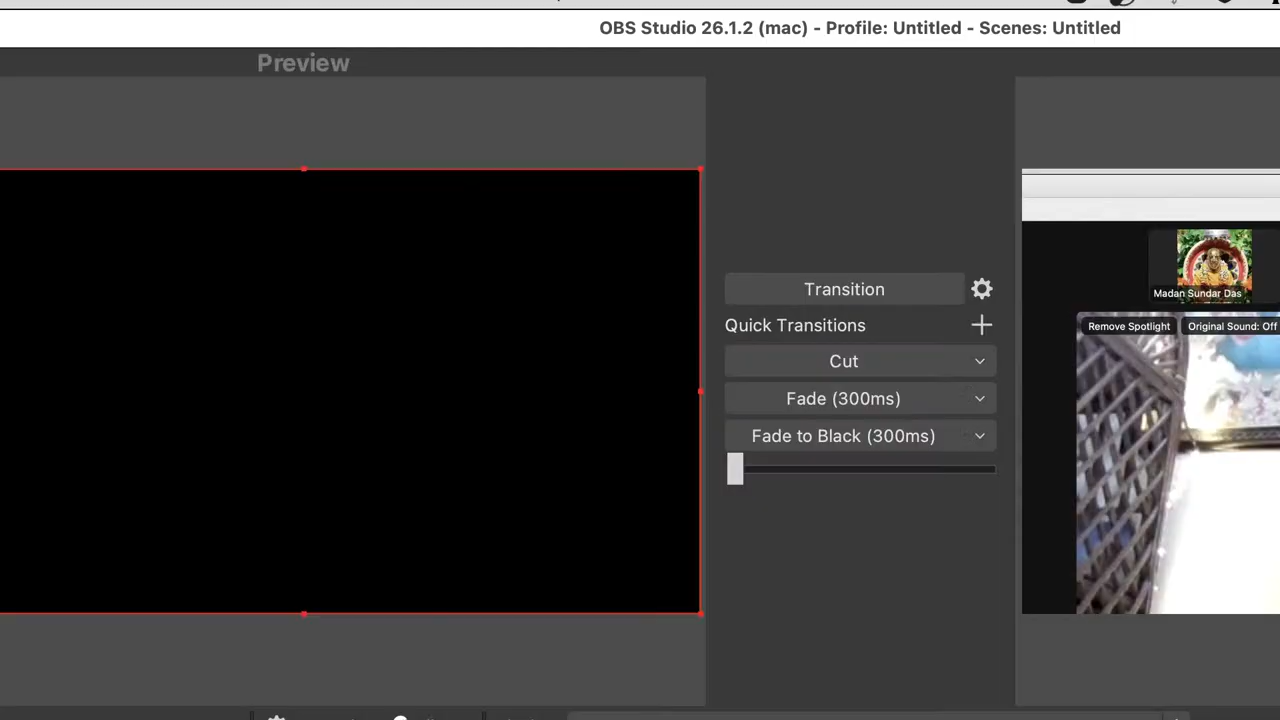 OBS Studio 26.1.2 (mac) - Profile: Untitled - Scenes: Untitled
Preview
Transition
Quick Transitions
Cut
Fade (300ms)
Fade to Black (300ms)
Madan Sundar Das
Remove Spotlight
Original Sound: Off